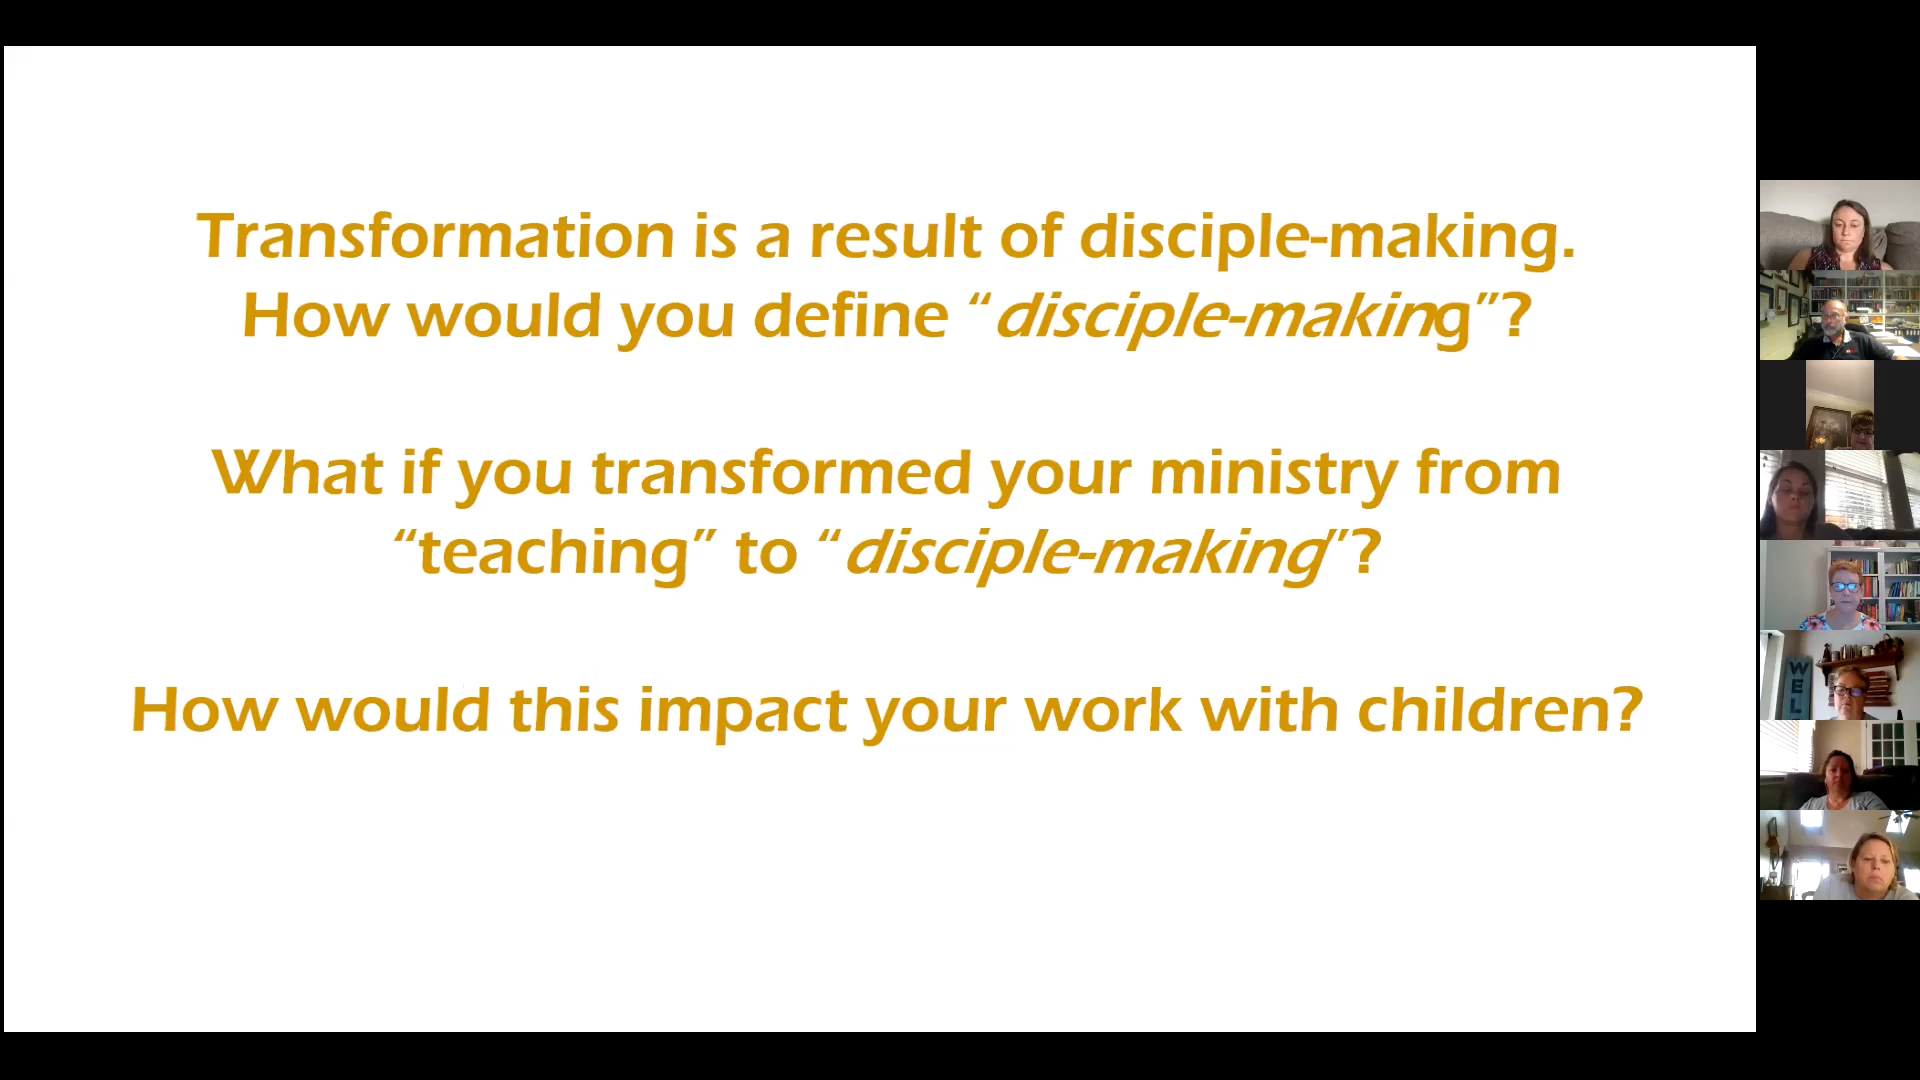 Transformation is a result of disciple-making.
How would you define “disciple-making”?
What if you transformed your ministry from
“teaching” to “disciple-making”?
How would this impact your work with children?
WEL